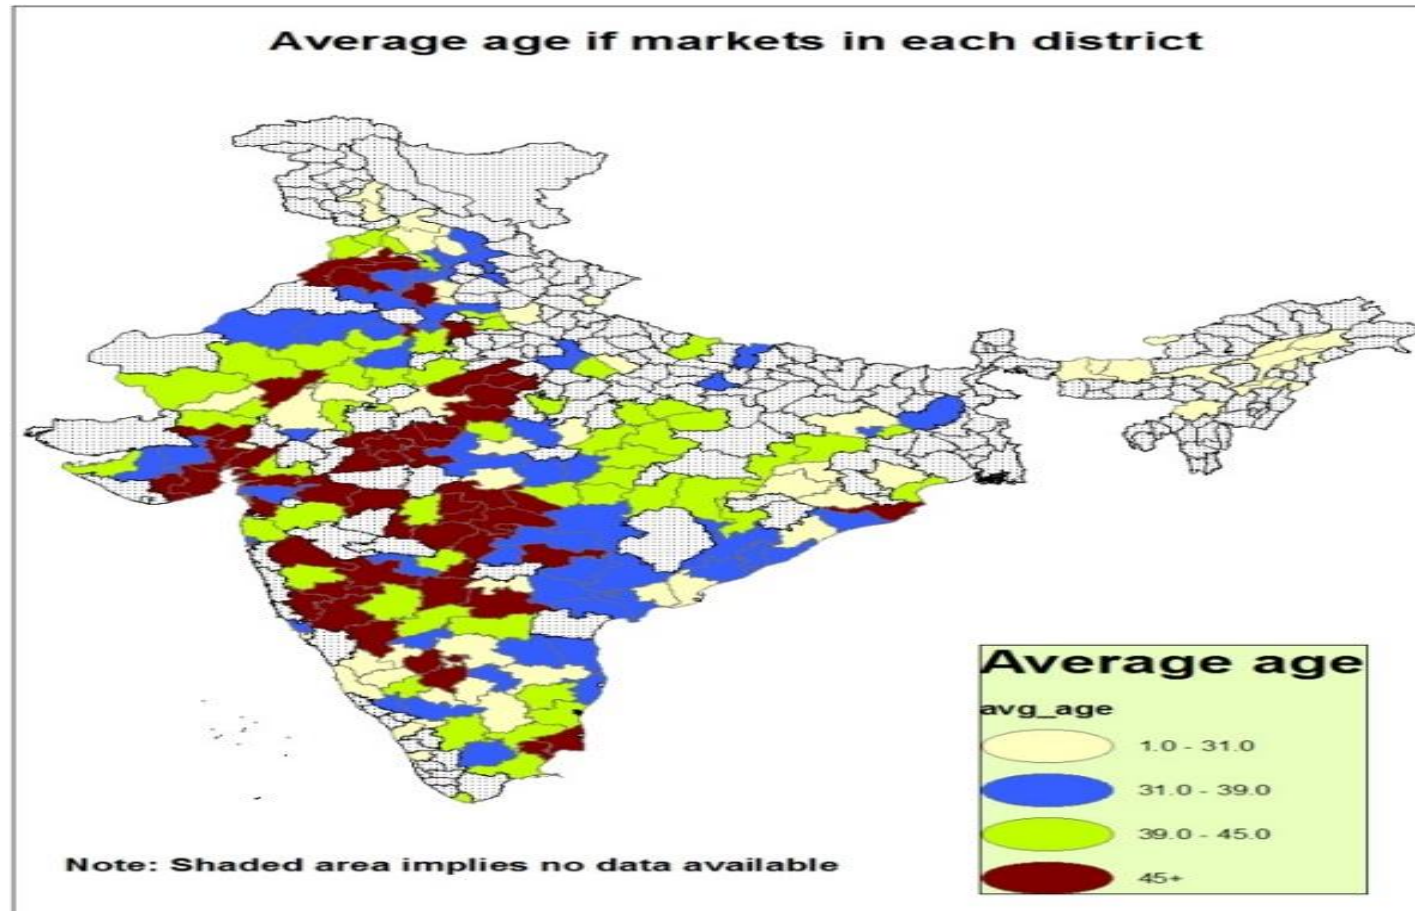 Average age if markets in each district
Average age
avg_age
1.0 - 31.0
31.0 - 39.0
39.0 - 45.0
45+
Note: Shaded area implies no data available